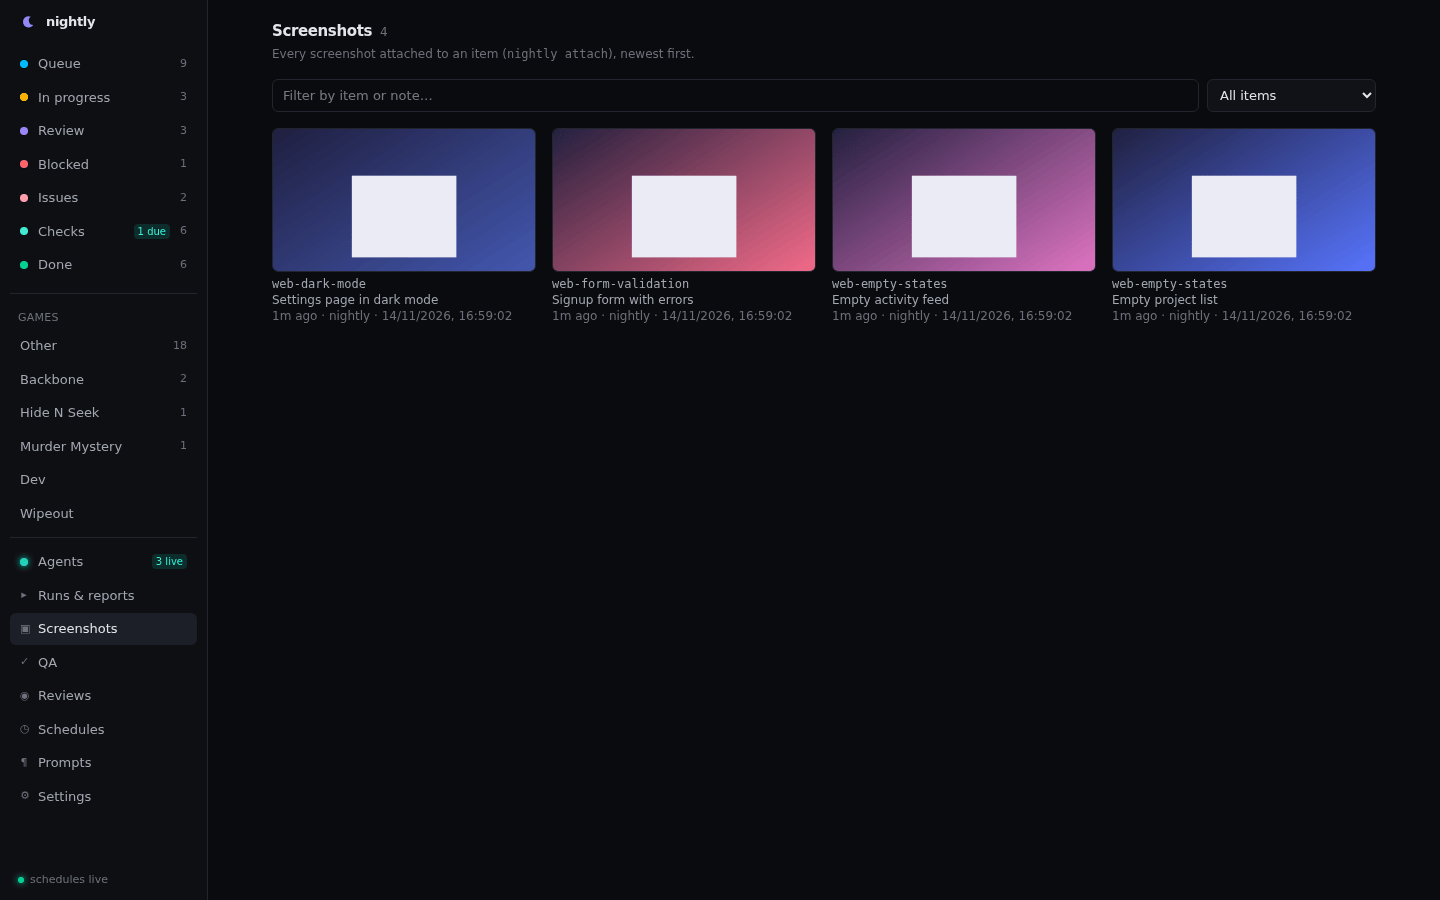 nightly
Queue 9
In progress 3
Review 3
Blocked 1
Issues 2
Checks 1 due 6
Done 6
GAMES
Other 18
Backbone 2
Hide N Seek 1
Murder Mystery 1
Dev
Wipeout
Agents 3 live
Runs & reports
Screenshots
QA
Reviews
Schedules
Prompts
Settings
schedules live
Screenshots 4
Every screenshot attached to an item (nightly attach), newest first.
Filter by item or note…
All items
web-dark-mode
Settings page in dark mode
1m ago · nightly · 14/11/2026, 16:59:02
web-form-validation
Signup form with errors
1m ago · nightly · 14/11/2026, 16:59:02
web-empty-states
Empty activity feed
1m ago · nightly · 14/11/2026, 16:59:02
web-empty-states
Empty project list
1m ago · nightly · 14/11/2026, 16:59:02